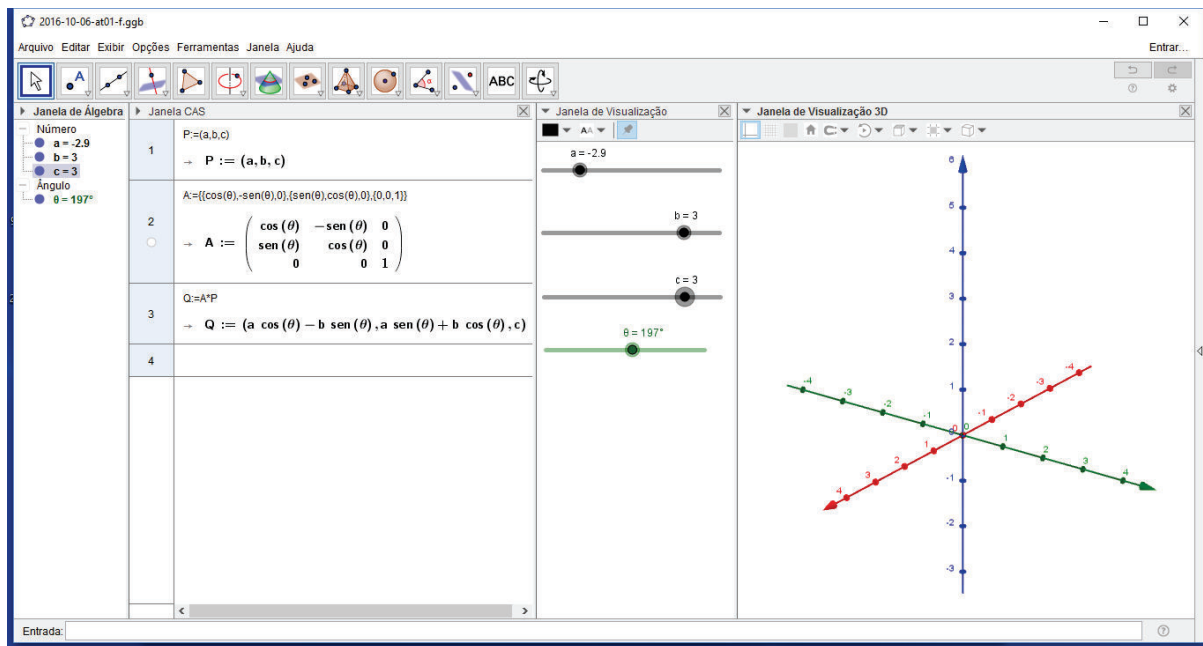 2016-10-06-at01-f.ggb
Arquivo Editar Exibir Opções Ferramentas Janela Ajuda
Entrar...
A
ABC
Janela de Álgebra
Número
a = -2.9
b = 3
c = 3
Ângulo
θ = 197°
Janela CAS
1
P:=(a,b,c)
→ P := (a, b, c)
2
A:={{cos(θ),-sen(θ),0},{sen(θ),cos(θ),0},{0,0,1}}
→ A := ( cos (θ) −sen (θ) 0
sen (θ) cos (θ) 0
0 0 1 )
3
Q:=A*P
→ Q := (a cos (θ) − b sen (θ) , a sen (θ) + b cos (θ) , c)
4
Janela de Visualização
AA
a = -2.9
b = 3
c = 3
θ = 197°
Janela de Visualização 3D
6
5
4
3
2
1
0
-1
-2
-3
-4
-3
-2
-1
0
1
2
3
4
-4
-3
-2
-1
0
1
2
3
4
Entrada: